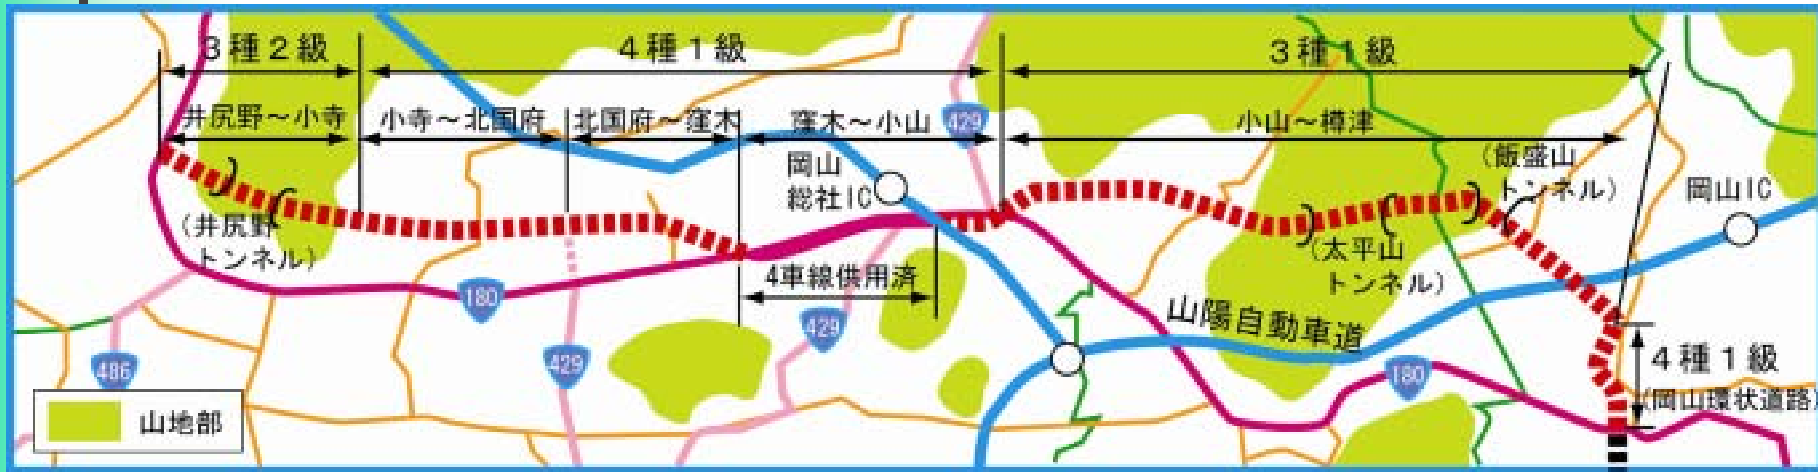 3種2級
4種1級
3種1級
井尻野～小寺
小寺～北国府
北国府～窪木
窪木～小山
429
小山～樽津
岡山
総社IC
(飯盛山
トンネル)
岡山IC
(井尻野
トンネル)
(太平山
トンネル)
4車線供用済
180
山陽自動車道
429
486
429
180
4種1級
(岡山環状道路)
山地部